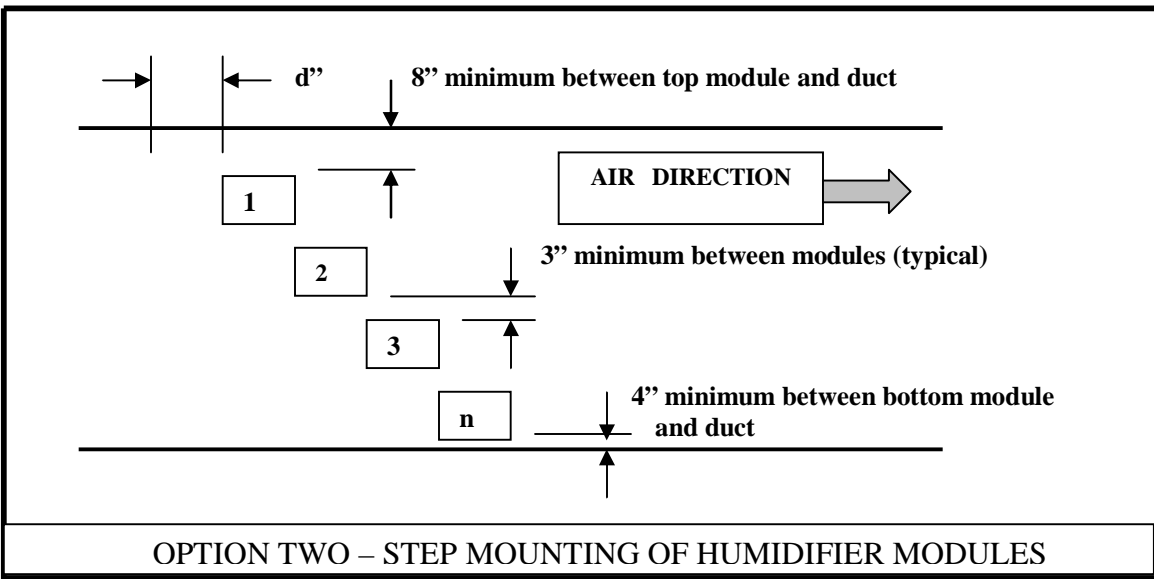 d” 8” minimum between top module and duct
AIR DIRECTION
1
3” minimum between modules (typical)
2
3
4” minimum between bottom module
and duct
n
OPTION TWO – STEP MOUNTING OF HUMIDIFIER MODULES